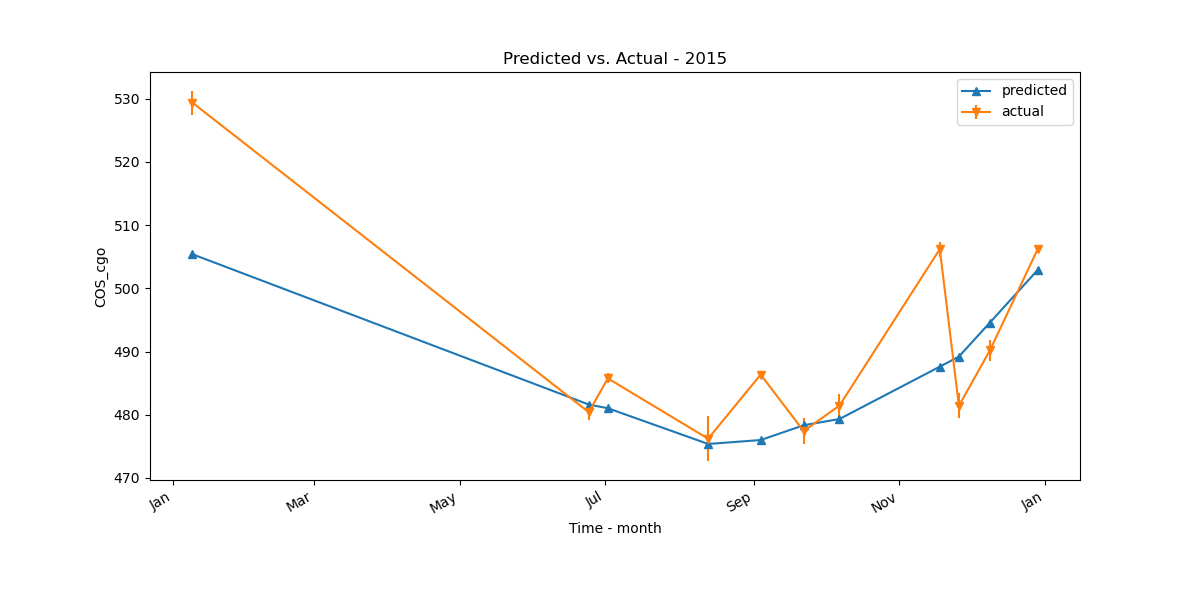 Predicted vs. Actual - 2015
predicted
actual
530
520
510
500
490
480
470
COS_cgo
Jan
Mar
May
Jul
Sep
Nov
Jan
Time - month